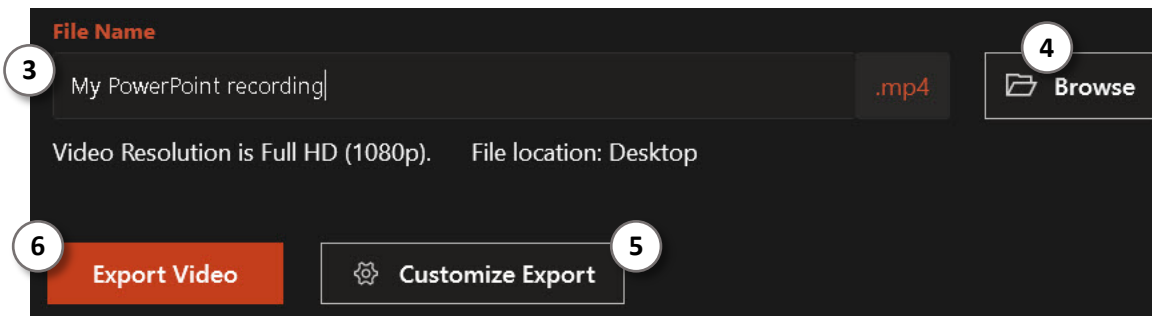 File Name
4
3
My PowerPoint recording
.mp4
Browse
Video Resolution is Full HD (1080p). File location: Desktop
6
5
Export Video
Customize Export